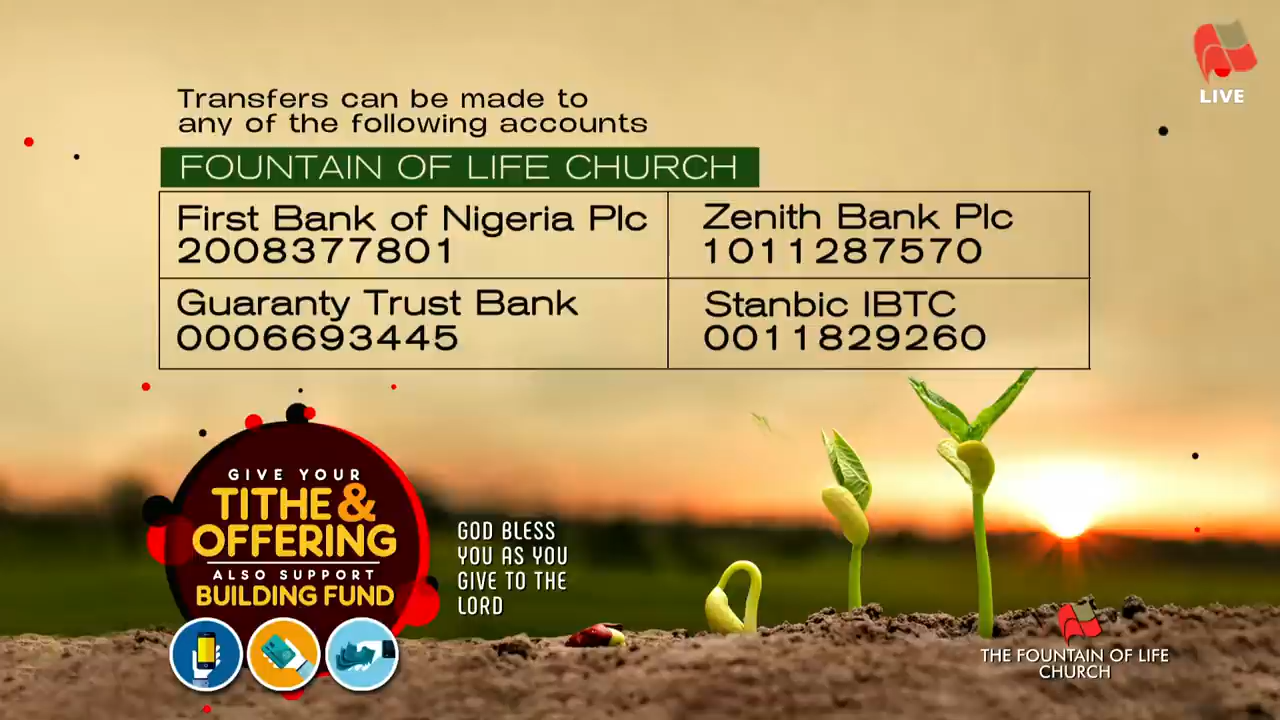 LIVE
Transfers can be made to
any of the following accounts
FOUNTAIN OF LIFE CHURCH
First Bank of Nigeria Plc
2008377801
Zenith Bank Plc
1011287570
Guaranty Trust Bank
0006693445
Stanbic IBTC
0011829260
GIVE YOUR
TITHE &
OFFERING
ALSO SUPPORT
BUILDING FUND
GOD BLESS
YOU AS YOU
GIVE TO THE
LORD
THE FOUNTAIN OF LIFE
CHURCH